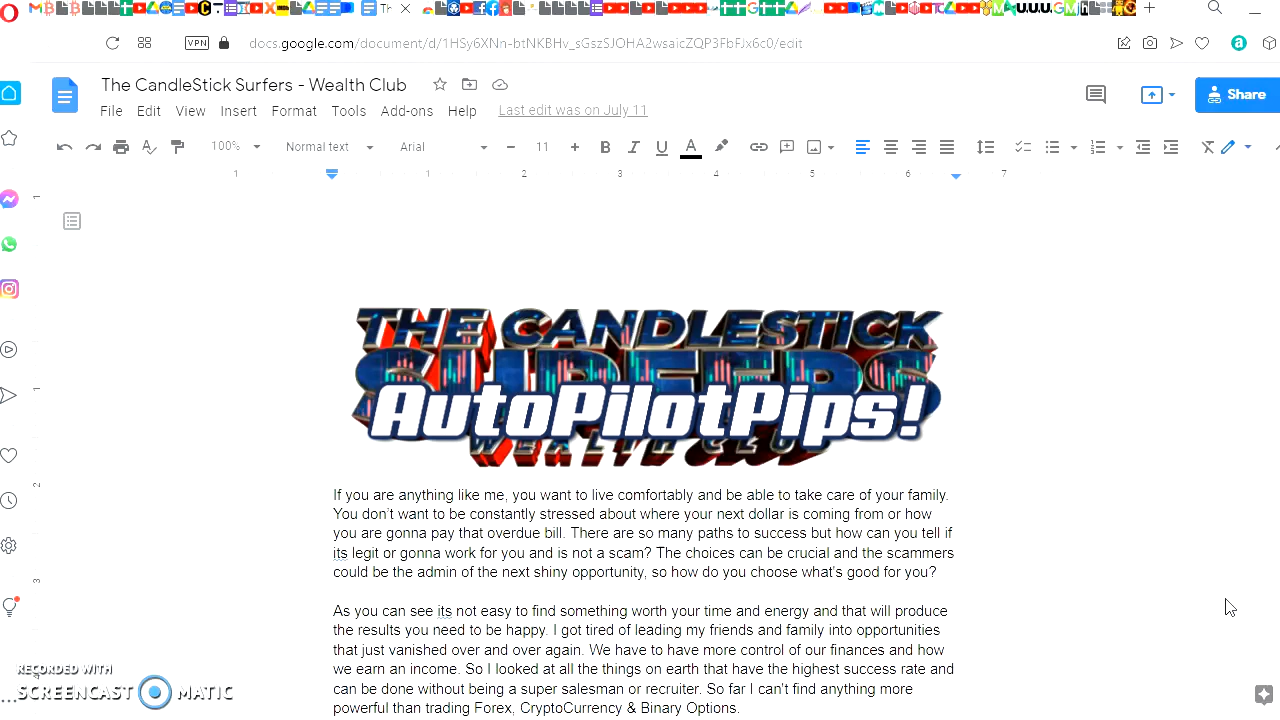 VPN docs.google.com/document/d/1HSy6XNn-btNKBHv_sGszSJOHA2wsaicZQP3FbFJx6c0/edit
The CandleStick Surfers - Wealth Club
File Edit View Insert Format Tools Add-ons Help Last edit was on July 11
Share
100% Normal text Arial 11
1 1 2 3 4 5 6 7
THE CANDLESTICK
SURFERS
AutoPilotPips!
WEALTH CLUB
If you are anything like me, you want to live comfortably and be able to take care of your family.
You don't want to be constantly stressed about where your next dollar is coming from or how
you are gonna pay that overdue bill. There are so many paths to success but how can you tell if
its legit or gonna work for you and is not a scam? The choices can be crucial and the scammers
could be the admin of the next shiny opportunity, so how do you choose what's good for you?
As you can see its not easy to find something worth your time and energy and that will produce
the results you need to be happy. I got tired of leading my friends and family into opportunities
that just vanished over and over again. We have to have more control of our finances and how
we earn an income. So I looked at all the things on earth that have the highest success rate and
can be done without being a super salesman or recruiter. So far I can't find anything more
powerful than trading Forex, CryptoCurrency & Binary Options.
RECORDED WITH
SCREENCAST MATIC